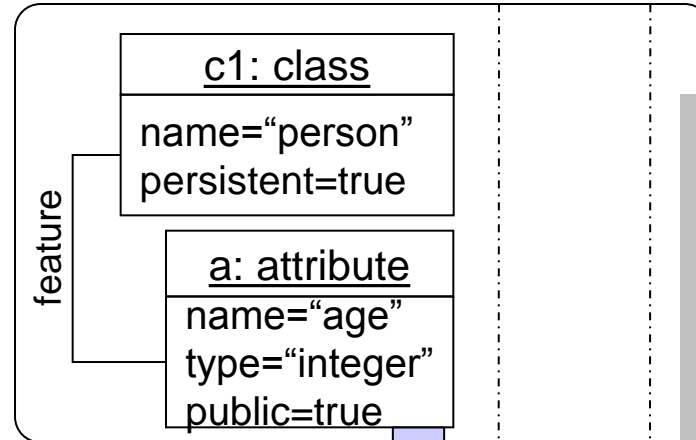 c1: class
name=“person”
persistent=true
feature
a: attribute
name=“age”
type=“integer”
public=true